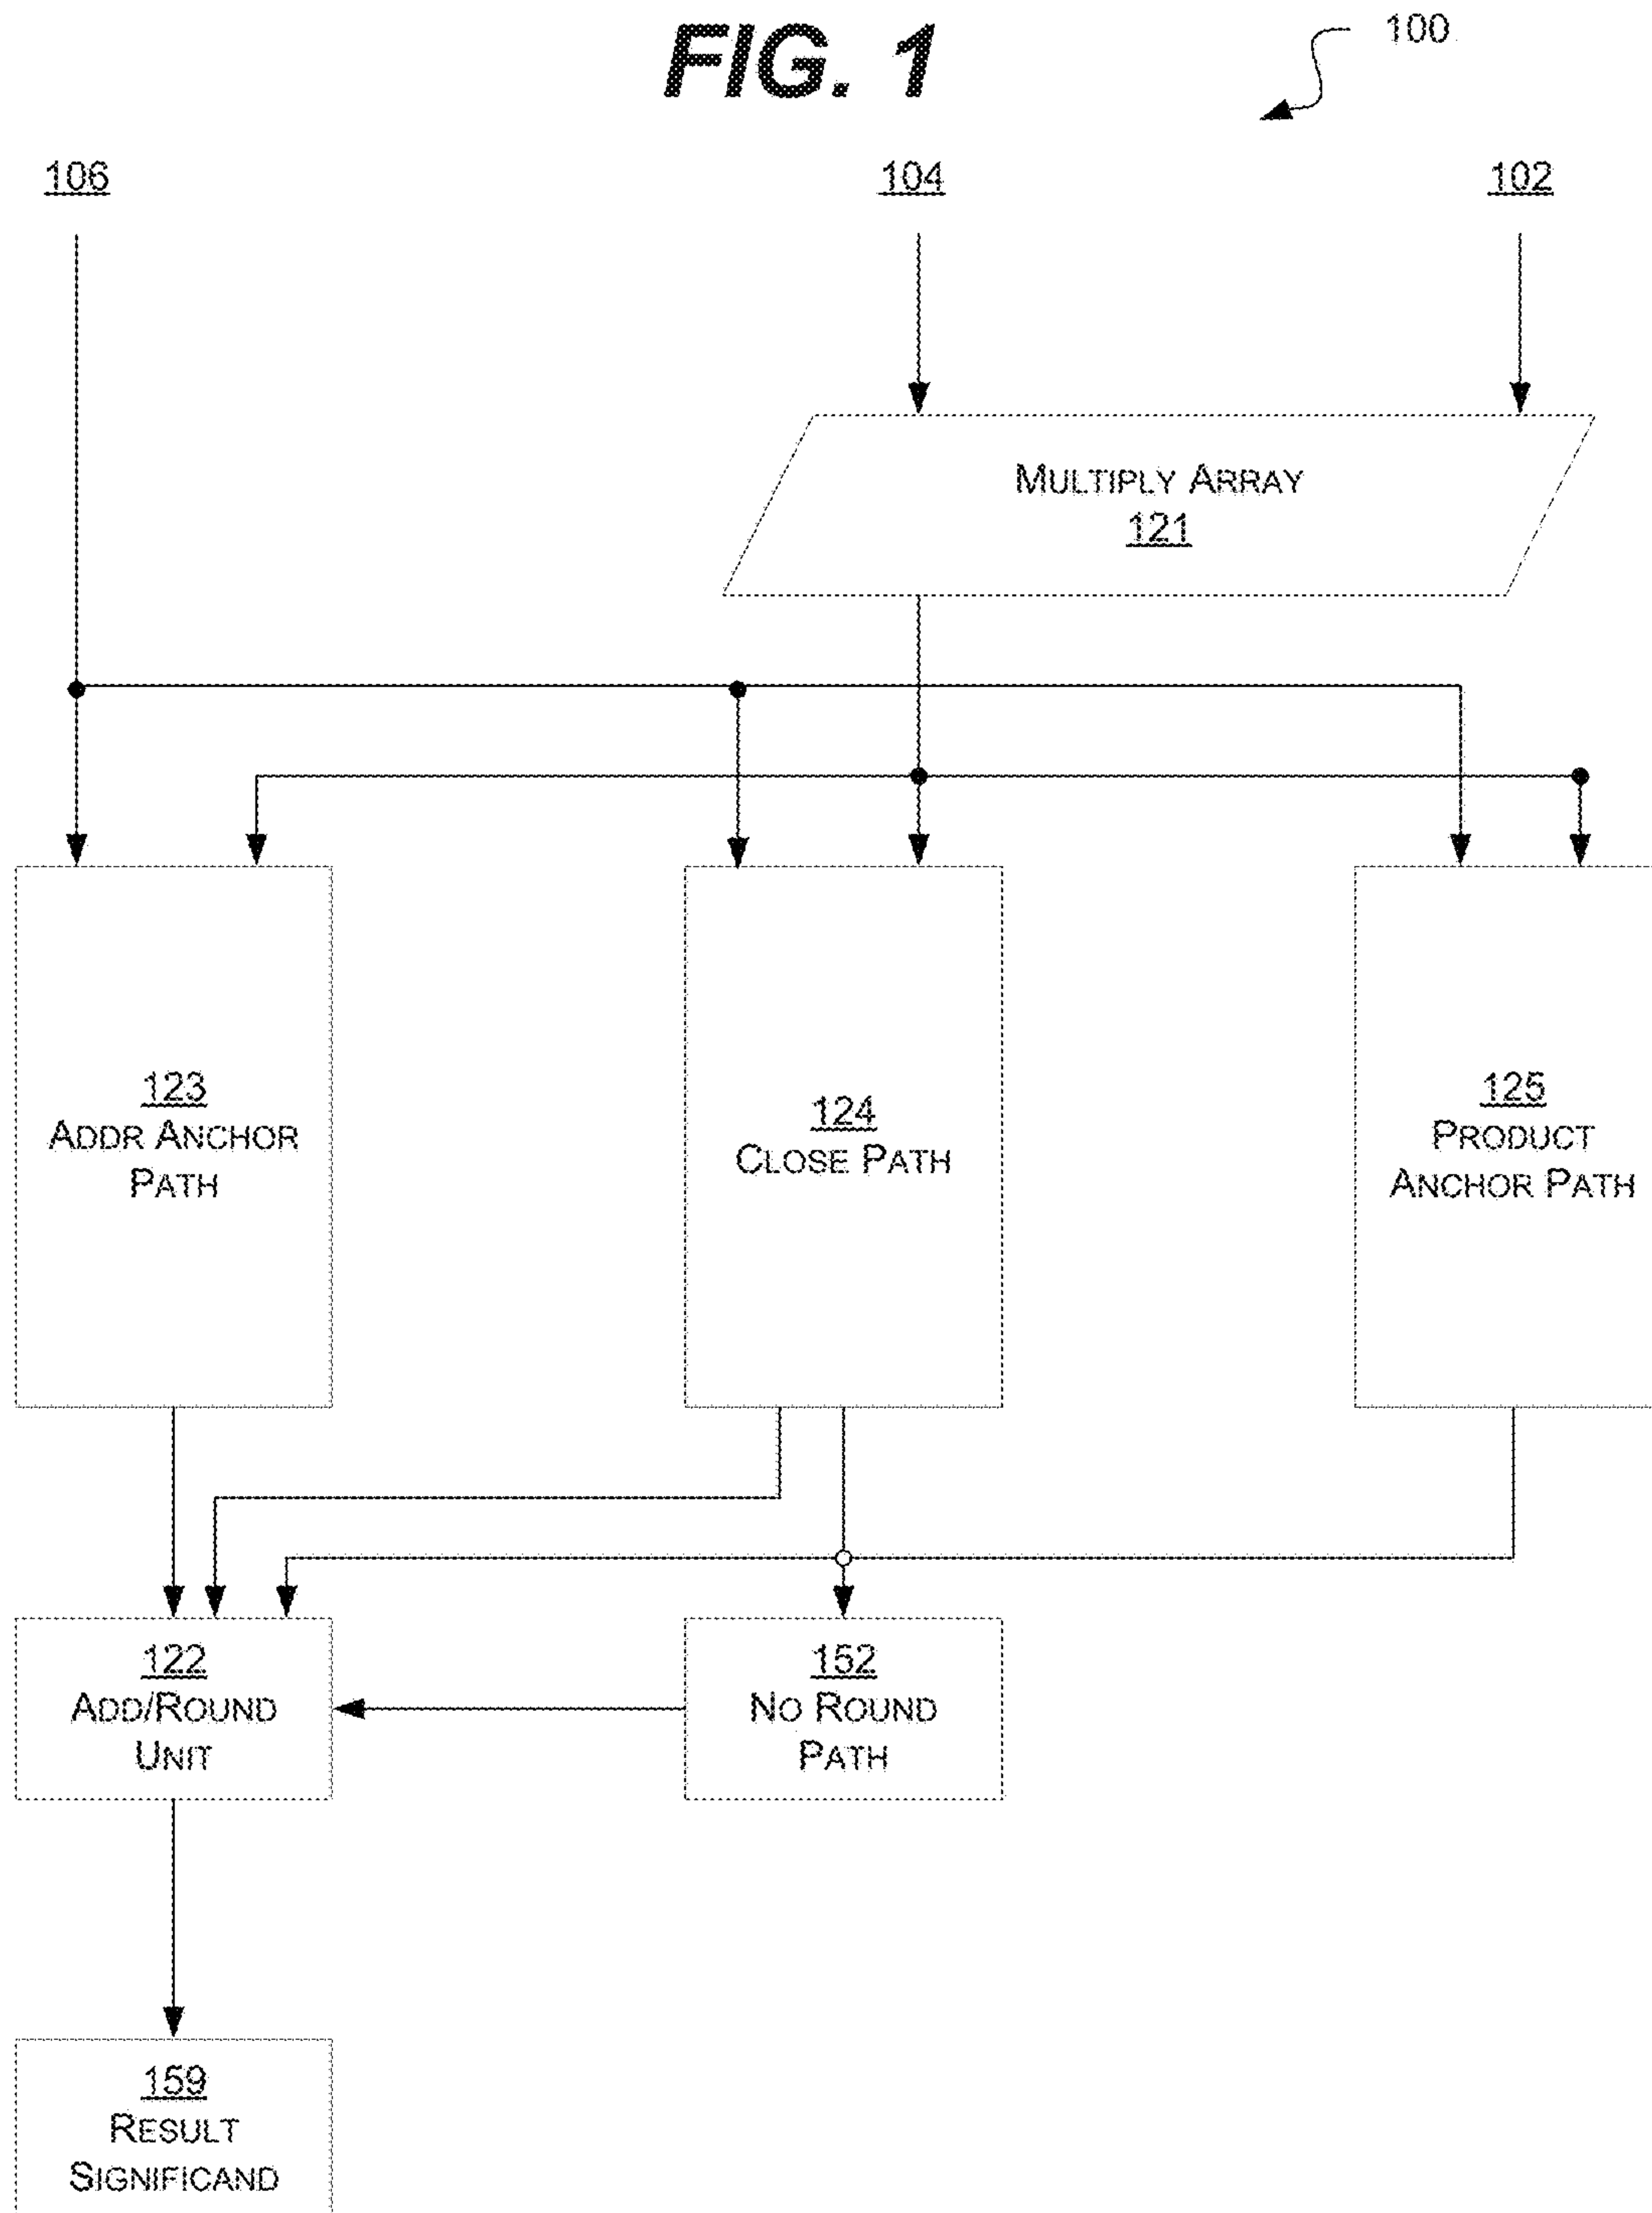 FIG. 1
100
106
104
102
MULTIPLY ARRAY
121
123
ADDR ANCHOR
PATH
124
CLOSE PATH
125
PRODUCT
ANCHOR PATH
122
ADD/ROUND
UNIT
152
NO ROUND
PATH
159
RESULT
SIGNIFICAND